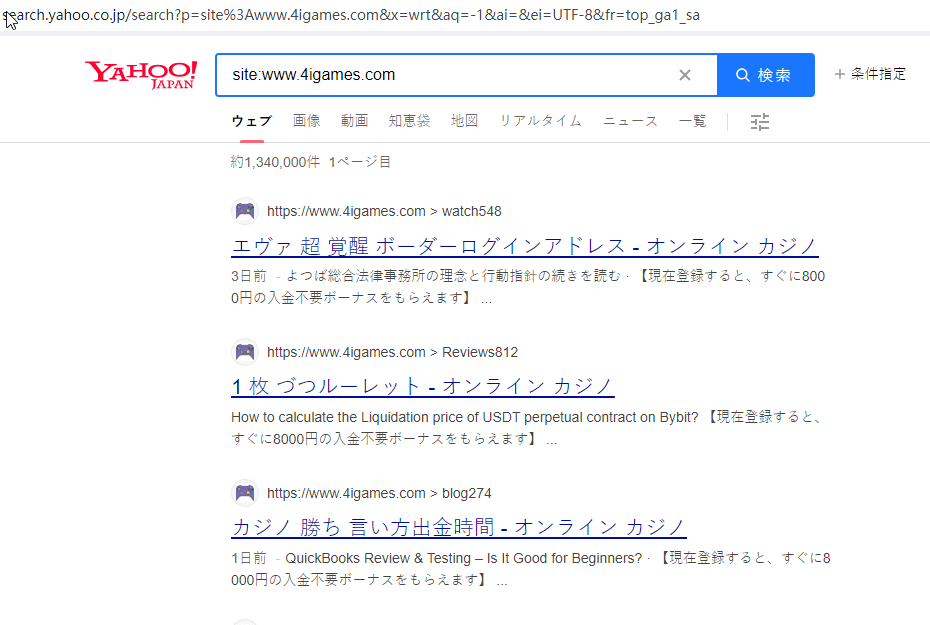 search.yahoo.co.jp/search?p=site%3Awww.4igames.com&x=wrt&aq=-1&ai=&ei=UTF-8&fr=top_ga1_sa
YAHOO!
JAPAN
site:www.4igames.com
検索
+ 条件指定
ウェブ 画像 動画 知恵袋 地図 リアルタイム ニュース 一覧
約1,340,000件 1ページ目
https://www.4igames.com > watch548
エヴァ 超 覚醒 ボーダーログインアドレス - オンライン カジノ
3日前 - よつば総合法律事務所の理念と行動指針の続きを読む · 【現在登録すると、すぐに800
0円の入金不要ボーナスをもらえます】 ...
https://www.4igames.com > Reviews812
1 枚 づつルーレット - オンライン カジノ
How to calculate the Liquidation price of USDT perpetual contract on Bybit? 【現在登録すると、
すぐに8000円の入金不要ボーナスをもらえます】 ...
https://www.4igames.com > blog274
カジノ 勝ち 言い方出金時間 - オンライン カジノ
1日前 - QuickBooks Review & Testing – Is It Good for Beginners? · 【現在登録すると、すぐに8
000円の入金不要ボーナスをもらえます】 ...